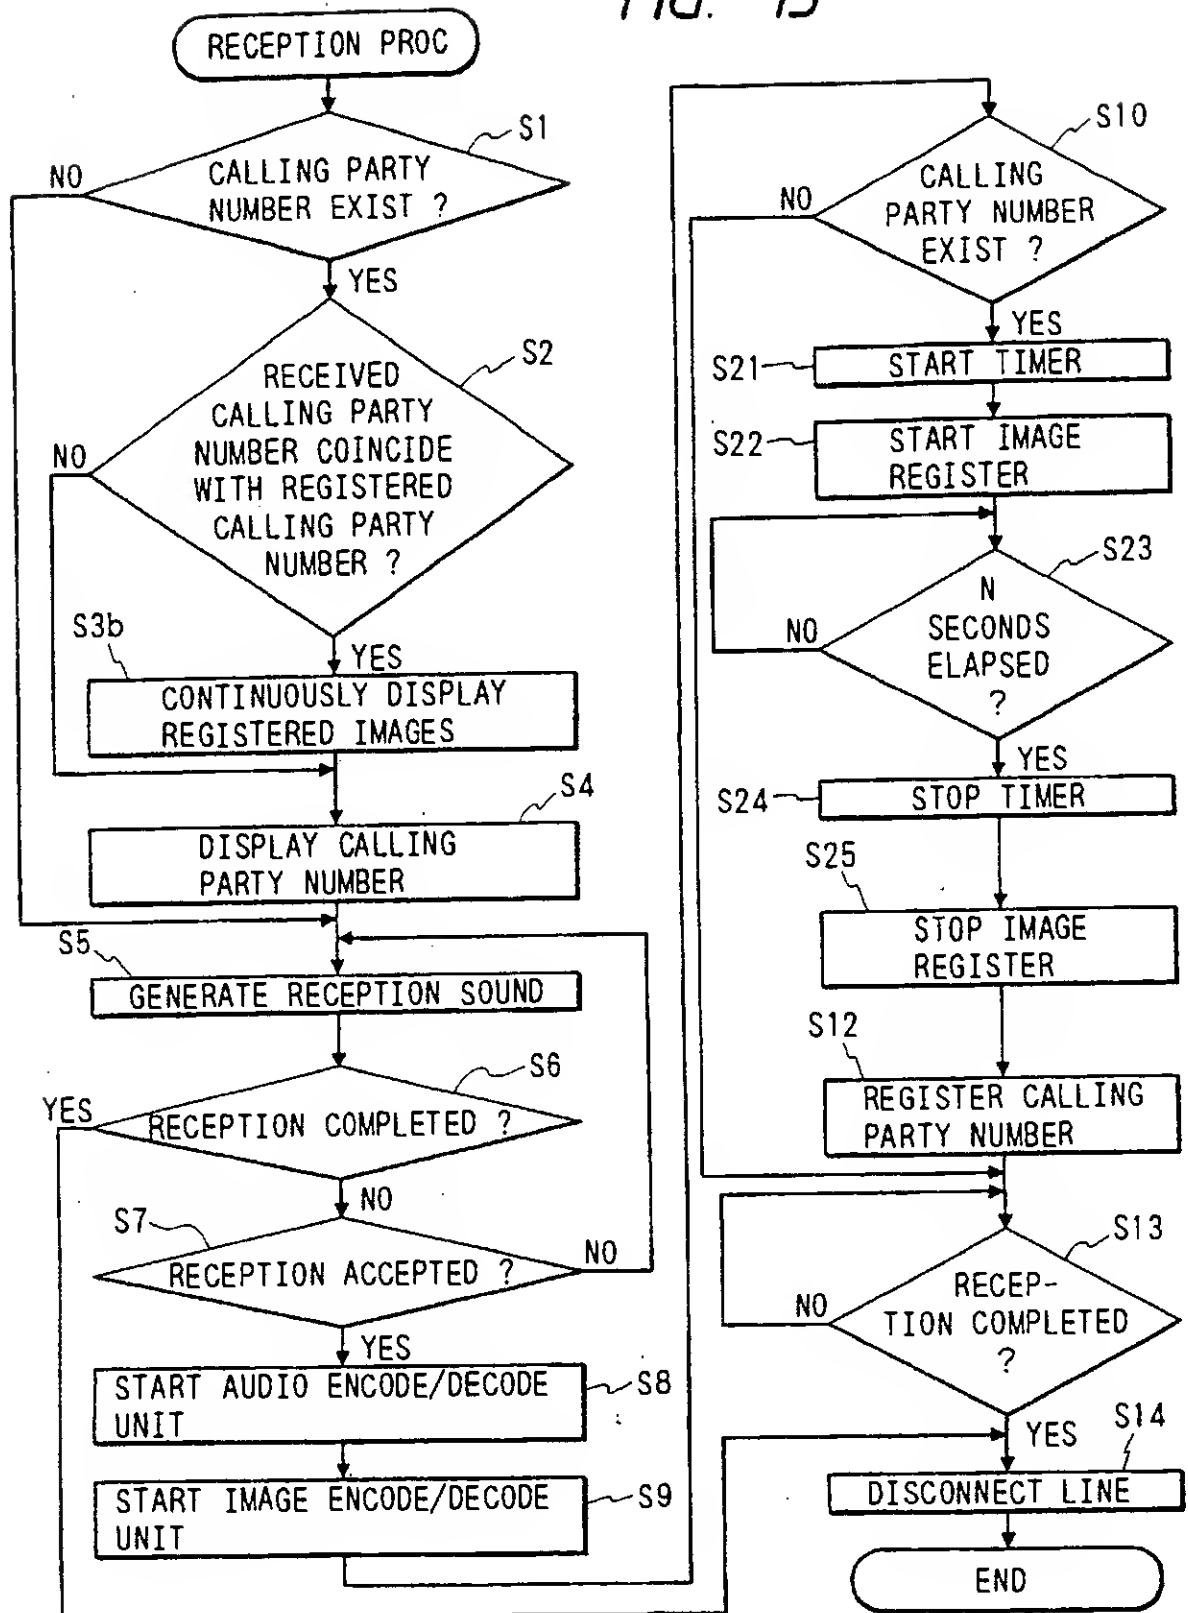 RECEPTION PROC
S1
CALLING PARTY
NUMBER EXIST ?
NO
YES
S2
RECEIVED
CALLING PARTY
NUMBER COINCIDE
WITH REGISTERED
CALLING PARTY
NUMBER ?
NO
YES
S3b
CONTINUOUSLY DISPLAY
REGISTERED IMAGES
S4
DISPLAY CALLING
PARTY NUMBER
S5
GENERATE RECEPTION SOUND
S6
YES
RECEPTION COMPLETED ?
NO
S7
RECEPTION ACCEPTED ?
NO
YES
START AUDIO ENCODE/DECODE
UNIT
S8
START IMAGE ENCODE/DECODE
UNIT
S9
S10
CALLING
PARTY NUMBER
EXIST ?
NO
YES
S21
START TIMER
S22
START IMAGE
REGISTER
S23
N
SECONDS
ELAPSED
?
NO
YES
S24
STOP TIMER
S25
STOP IMAGE
REGISTER
S12
REGISTER CALLING
PARTY NUMBER
S13
RECEP-
TION COMPLETED
?
NO
YES
S14
DISCONNECT LINE
END